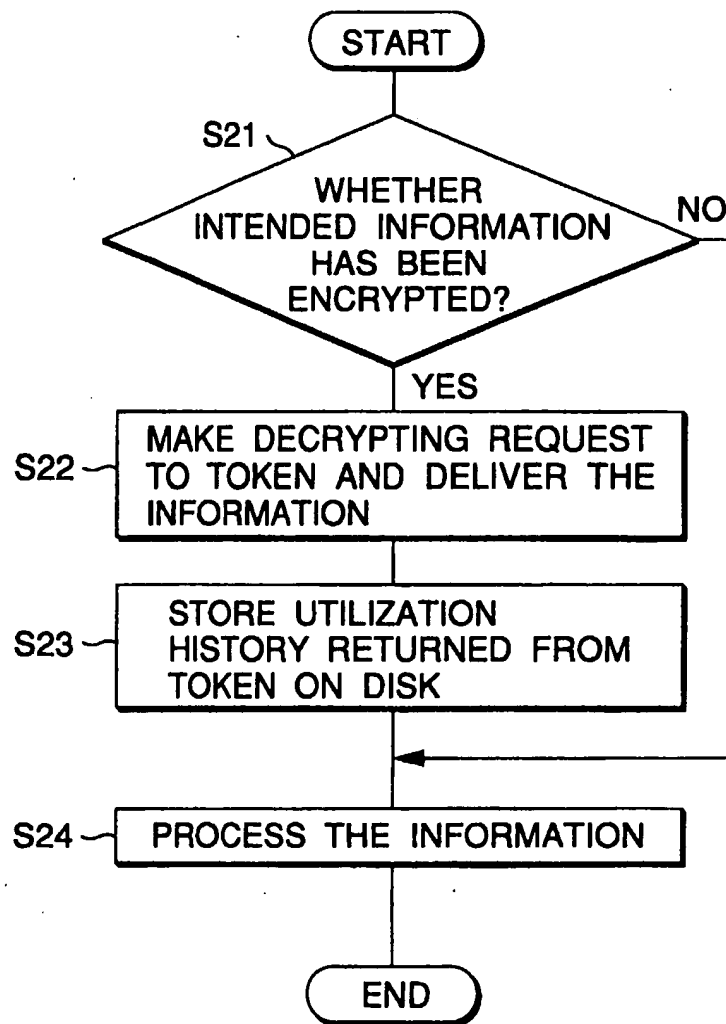 START
S21
WHETHER
INTENDED INFORMATION
HAS BEEN
ENCRYPTED?
NO
YES
S22
MAKE DECRYPTING REQUEST
TO TOKEN AND DELIVER THE
INFORMATION
S23
STORE UTILIZATION
HISTORY RETURNED FROM
TOKEN ON DISK
S24
PROCESS THE INFORMATION
END